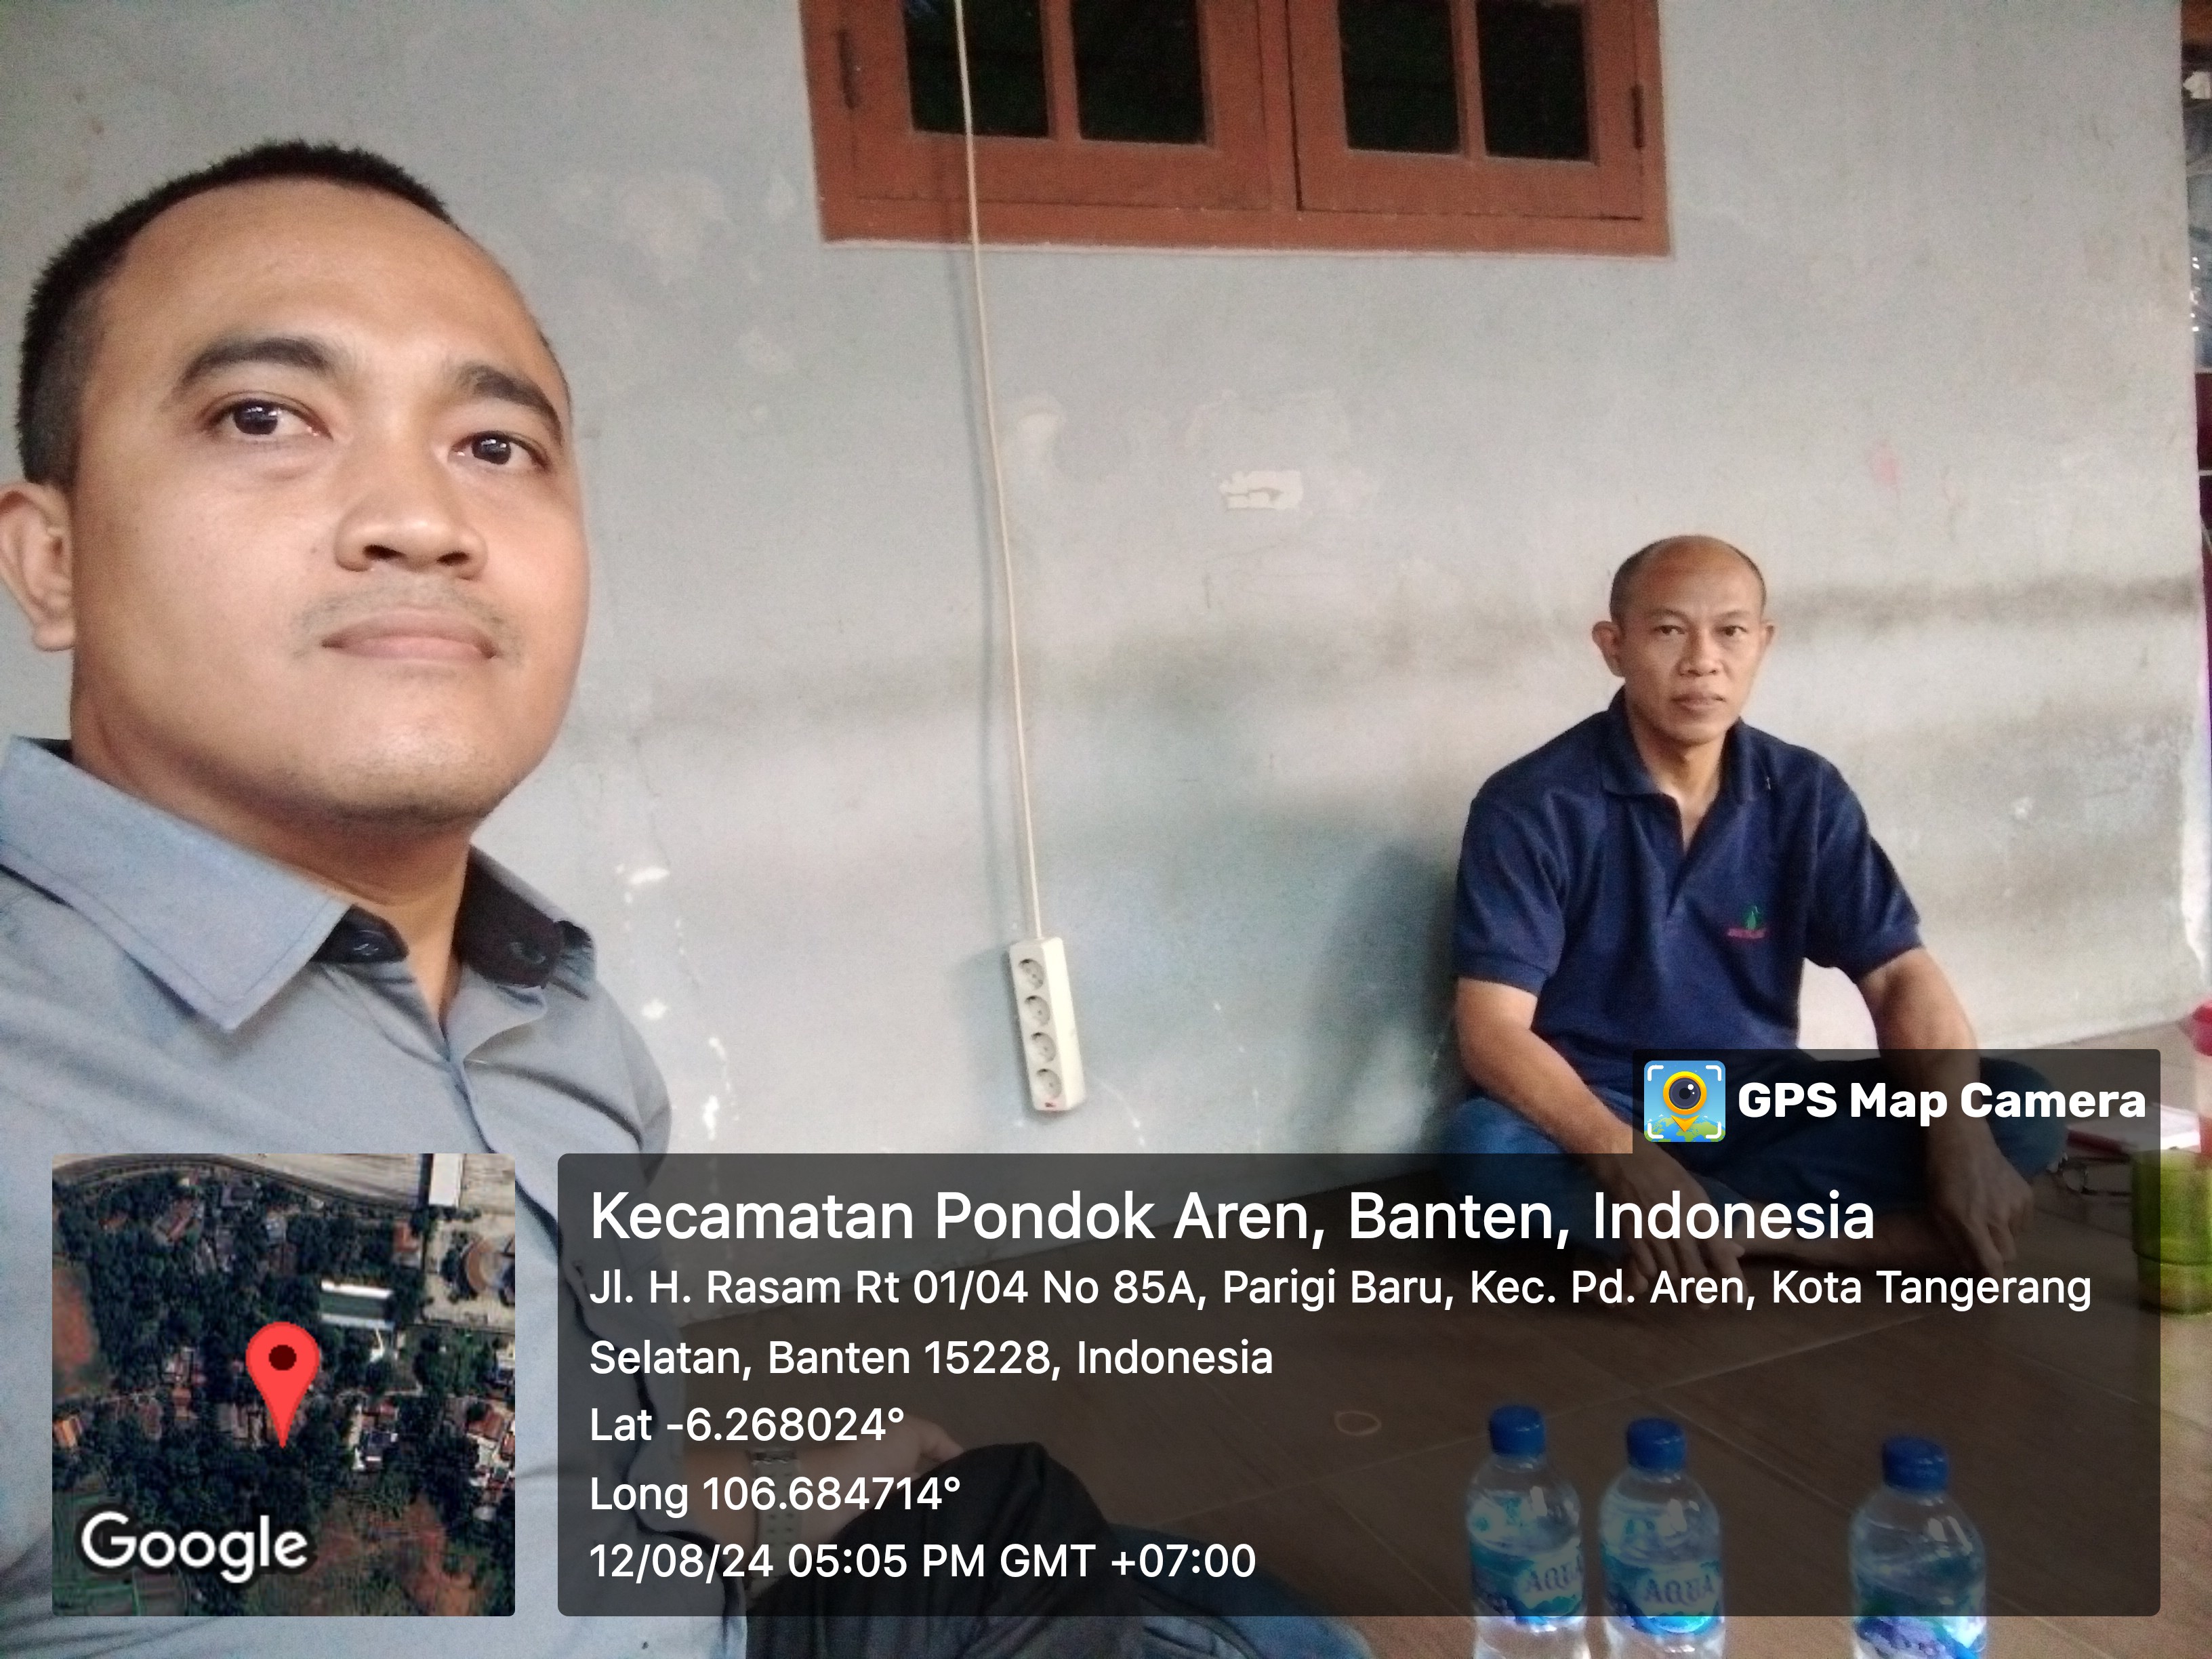 GPS Map Camera
Kecamatan Pondok Aren, Banten, Indonesia
Jl. H. Rasam Rt 01/04 No 85A, Parigi Baru, Kec. Pd. Aren, Kota Tangerang
Selatan, Banten 15228, Indonesia
Lat -6.268024°
Long 106.684714°
12/08/24 05:05 PM GMT +07:00
Google
AQUA
AQUA